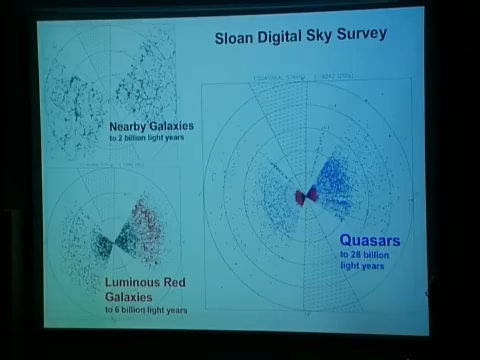 Sloan Digital Sky Survey
Nearby Galaxies
to 2 billion light years
Luminous Red
Galaxies
to 6 billion light years
Quasars
to 28 billion
light years